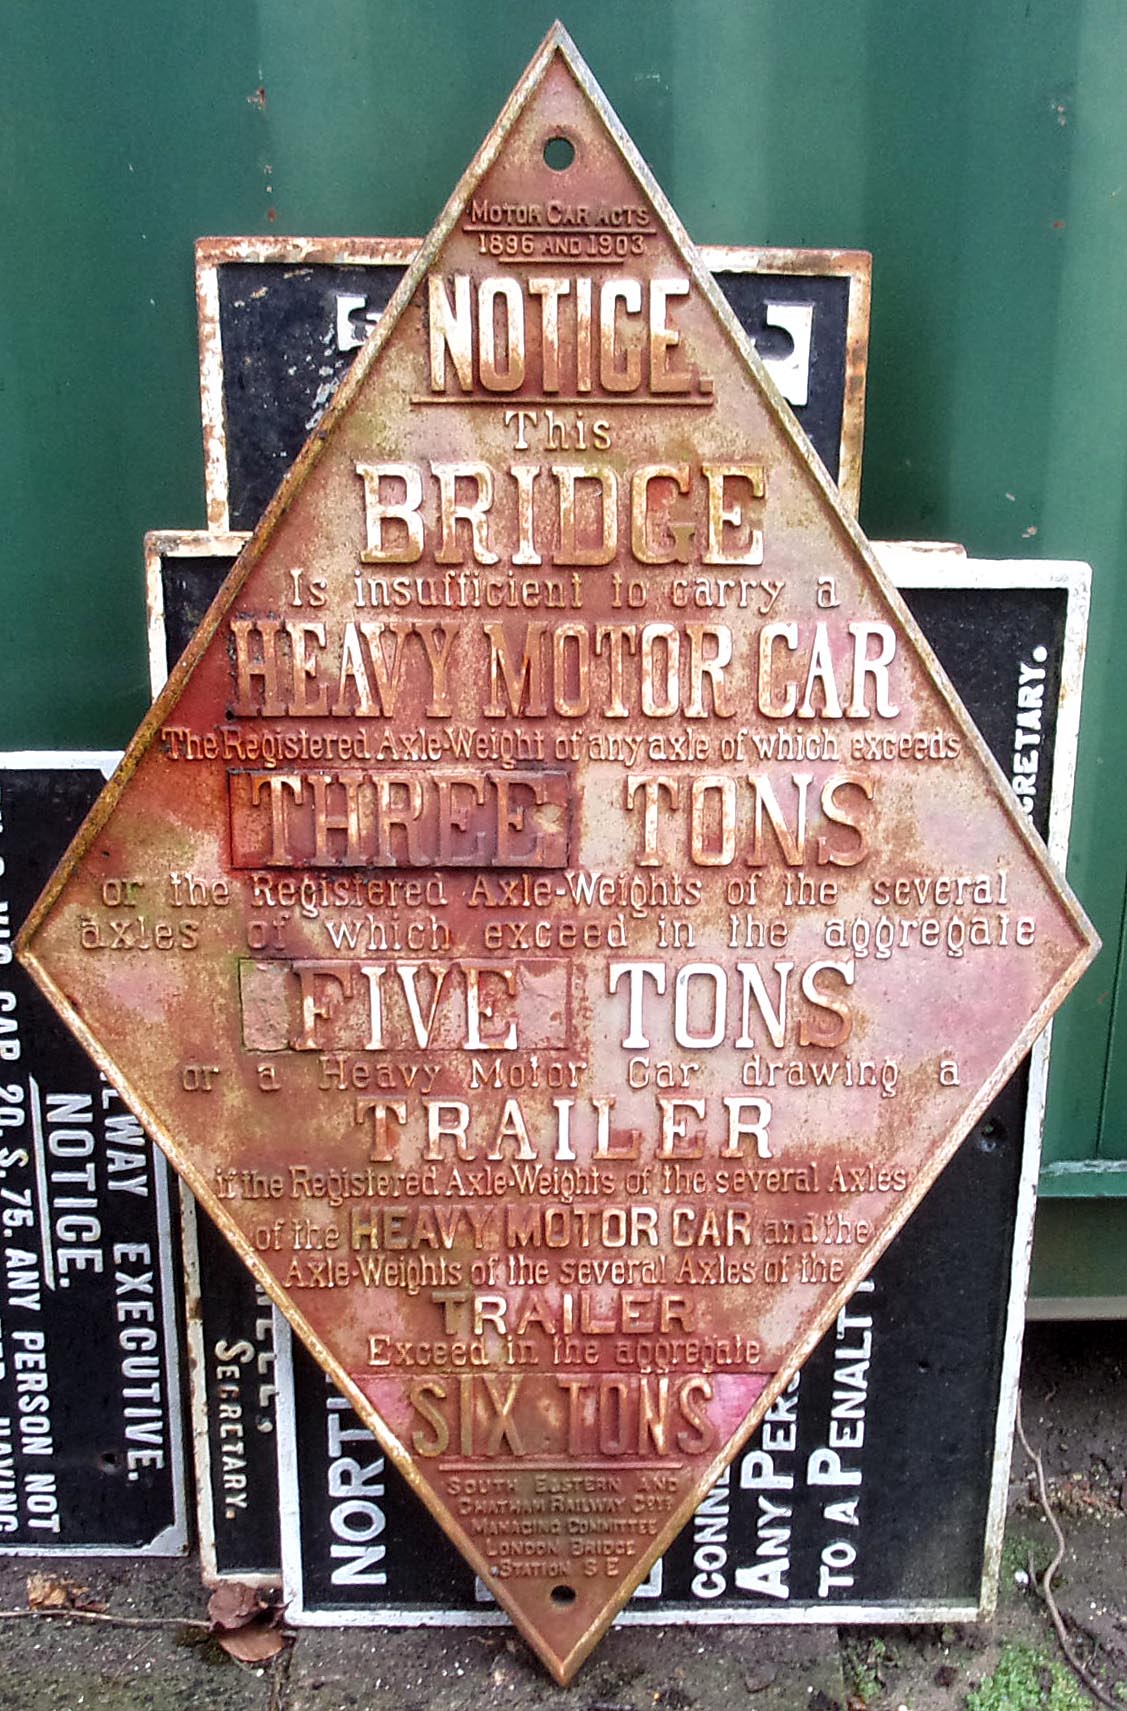 MOTOR CAR ACTS
1896 AND 1903
NOTICE.
This
BRIDGE
Is insufficient to carry a
HEAVY MOTOR CAR
The Registered Axle-Weight of any axle of which exceeds
THREE TONS
or the Registered Axle-Weights of the several
axles of which exceed in the aggregate
FIVE TONS
or a Heavy Motor Car drawing a
TRAILER
if the Registered Axle-Weights of the several Axles
of the HEAVY MOTOR CAR and the
Axle-Weights of the several Axles of the
TRAILER
Exceed in the aggregate
SIX TONS
SOUTH EASTERN AND
CHATHAM RAILWAY COYS
MANAGING COMMITTEE
LONDON BRIDGE
STATION S E
EXECUTIVE.
NOTICE.
CAP 20. S. 75. ANY PERSON NOT
SECRETARY.
NORT
CONNE
ANY PERS
TO A PENALT